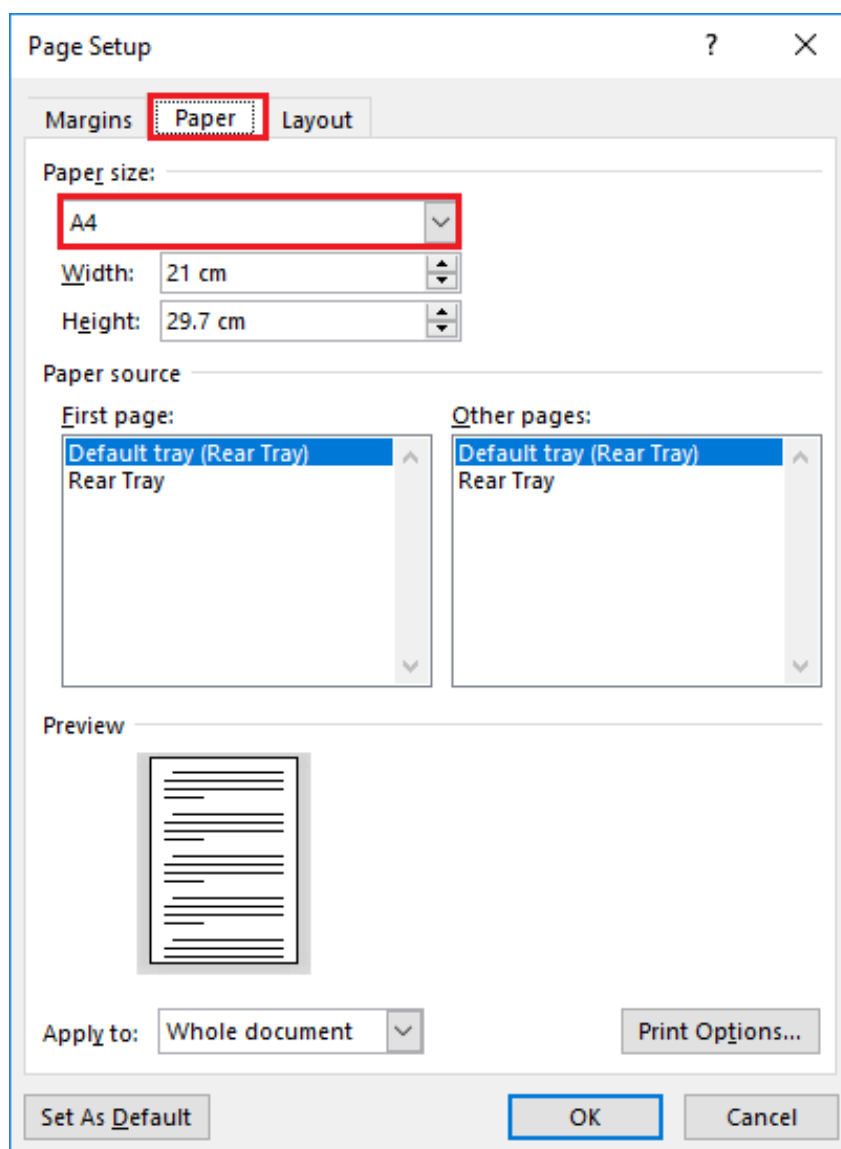 Page Setup ?
Margins Paper Layout
Paper size:
A4
Width: 21 cm
Height: 29.7 cm
Paper source
First page:
Default tray (Rear Tray)
Rear Tray
Other pages:
Default tray (Rear Tray)
Rear Tray
Preview
Apply to: Whole document
Print Options...
Set As Default OK Cancel